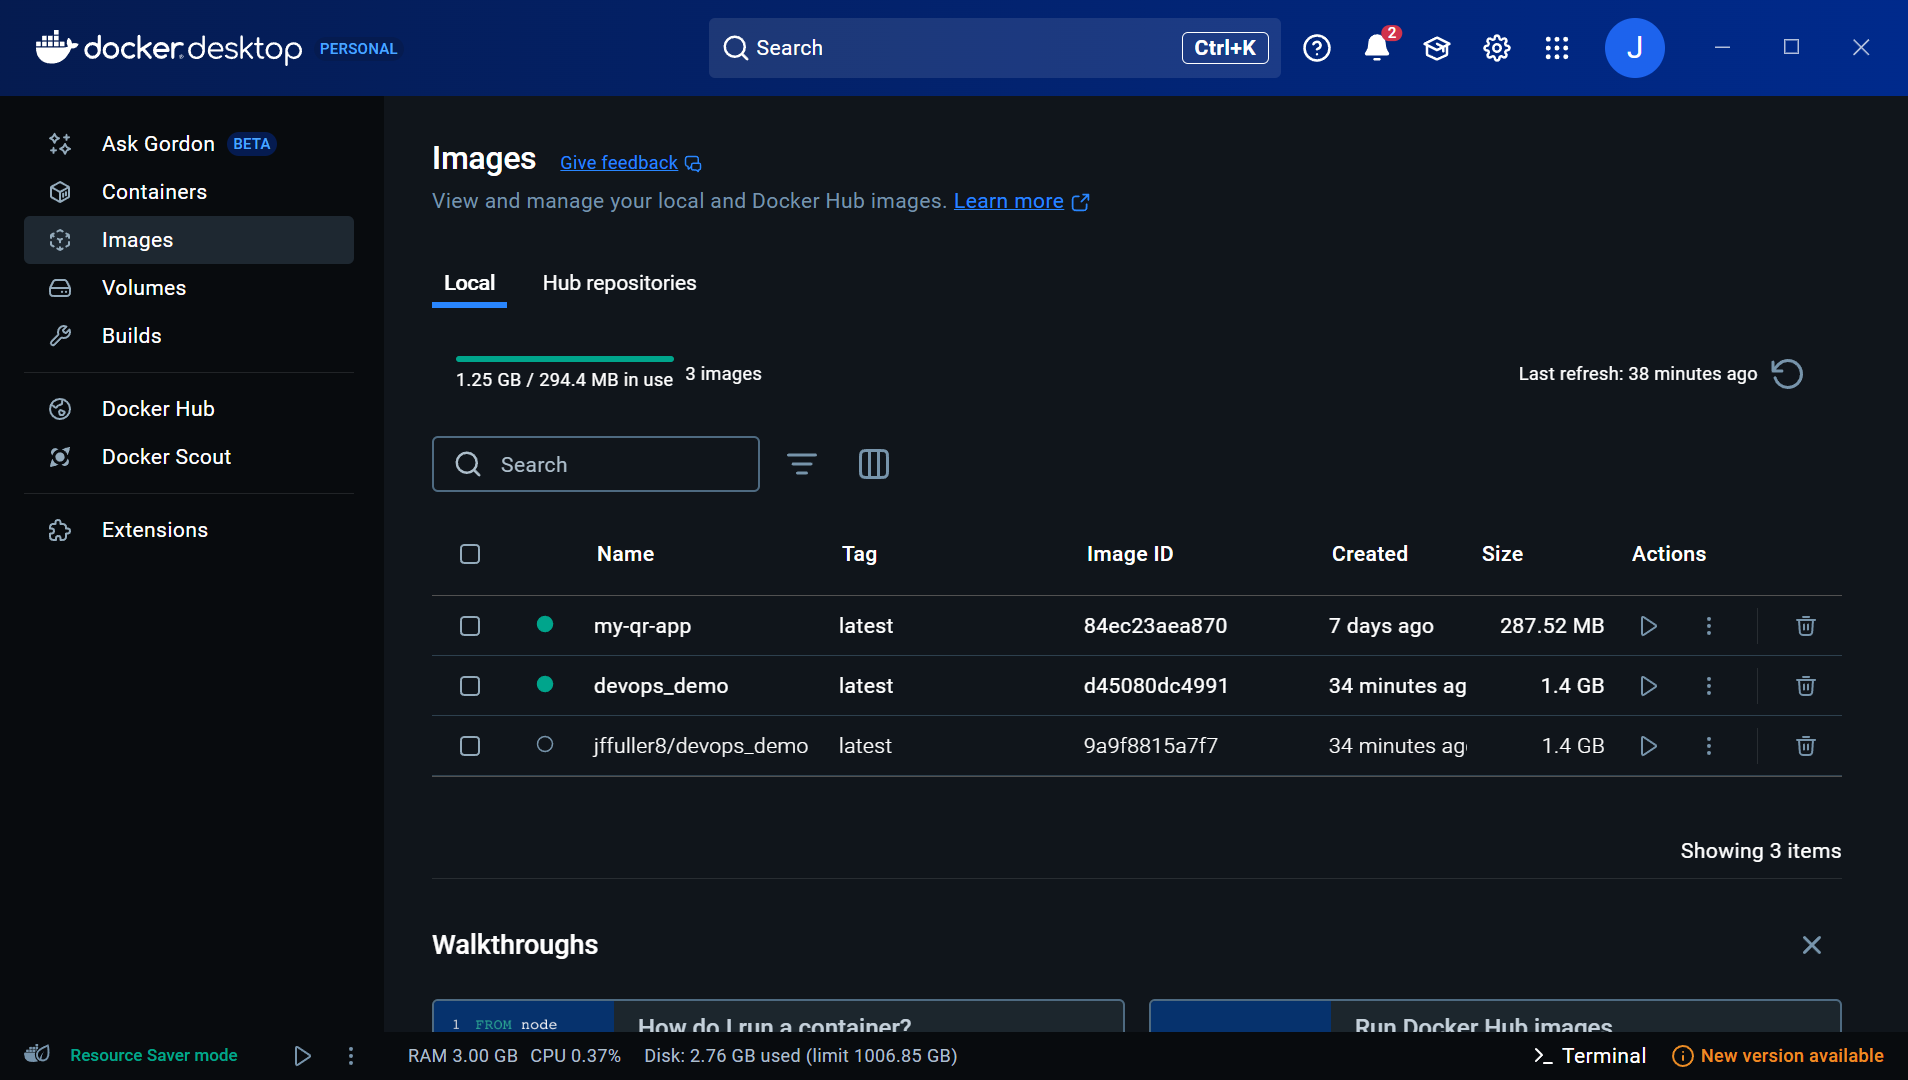 docker desktop PERSONAL
Search Ctrl+K
2
J
Ask Gordon BETA
Containers
Images
Volumes
Builds
Docker Hub
Docker Scout
Extensions
Images Give feedback
View and manage your local and Docker Hub images. Learn more
Local Hub repositories
1.25 GB / 294.4 MB in use 3 images
Last refresh: 38 minutes ago
Search
Name Tag Image ID Created Size Actions
my-qr-app latest 84ec23aea870 7 days ago 287.52 MB
devops_demo latest d45080dc4991 34 minutes ag 1.4 GB
jffuller8/devops_demo latest 9a9f8815a7f7 34 minutes ago 1.4 GB
Showing 3 items
Walkthroughs
1 FROM node
How do I run a container?
Run Docker Hub images
Resource Saver mode
RAM 3.00 GB CPU 0.37% Disk: 2.76 GB used (limit 1006.85 GB)
>_ Terminal
New version available